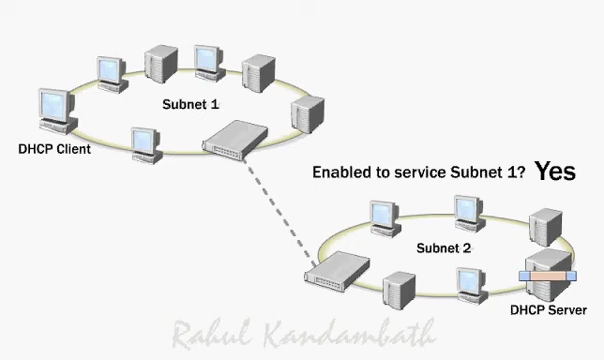 Subnet 1
DHCP Client
Enabled to service Subnet 1? Yes
Subnet 2
DHCP Server
Rahul Kandambath